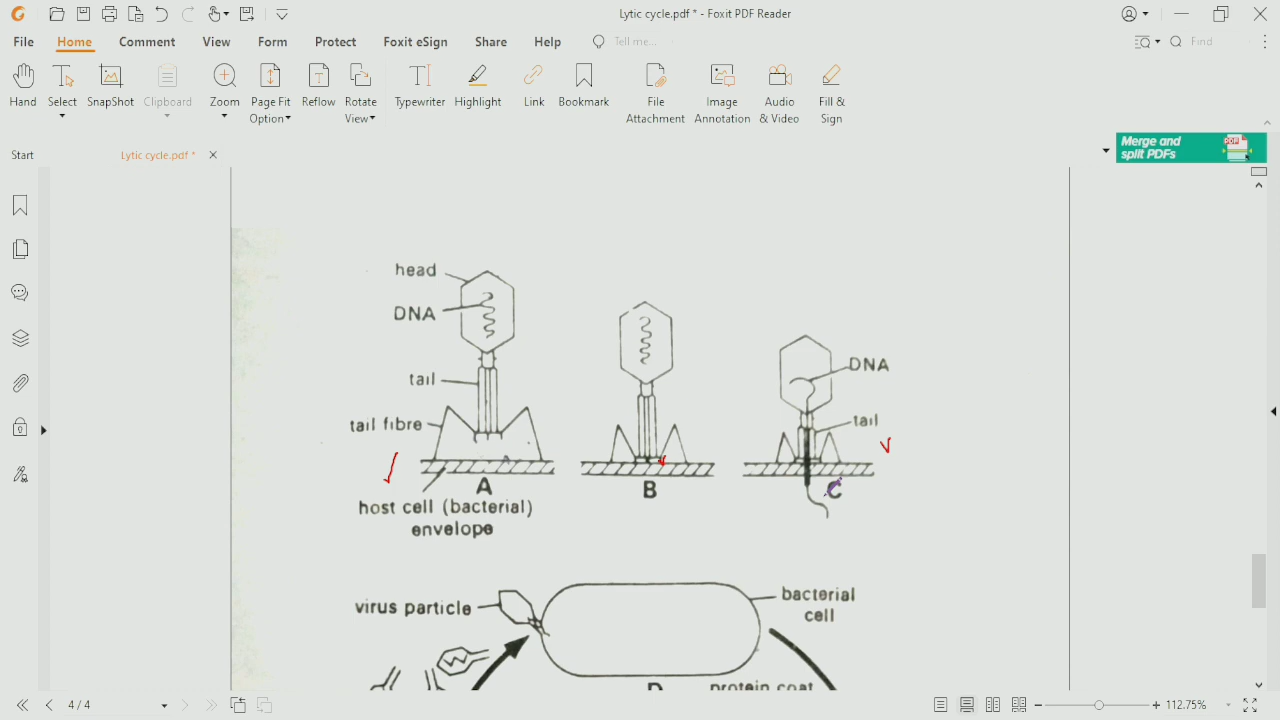 Lytic cycle.pdf * - Foxit PDF Reader
File Home Comment View Form Protect Foxit eSign Share Help Tell me... Find
Hand Select SnapShot Clipboard Zoom Page Fit Option Reflow Rotate View Typewriter Highlight Link Bookmark File Attachment Image Annotation Audio & Video Fill & Sign
Start Lytic cycle.pdf *
Merge and
split PDFs
PDF
head
DNA
tail
tail fibre
host cell (bacterial)
envelope
A
B
DNA
tail
C
virus particle
bacterial
cell
D
protein coat
4 / 4
112.75%